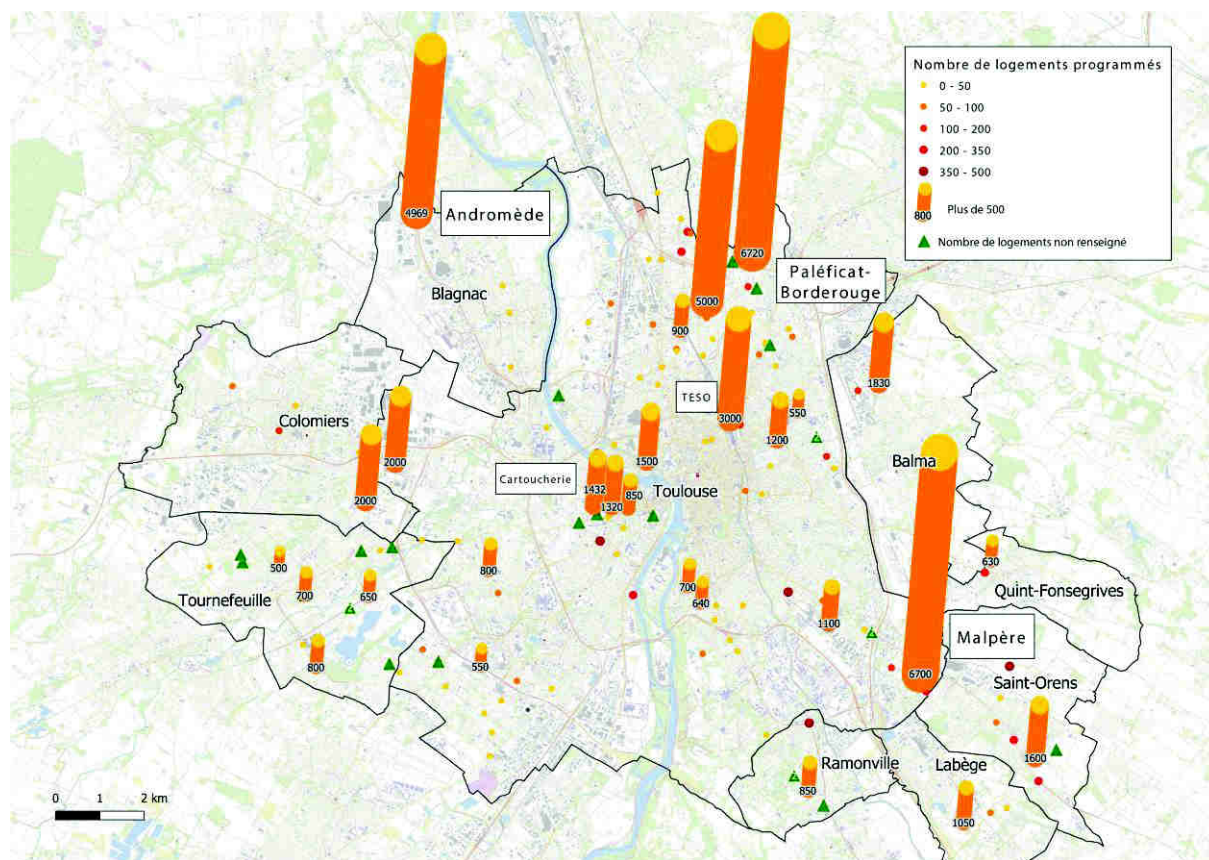 Nombre de logements programmés
0 - 50
50 - 100
100 - 200
200 - 350
350 - 500
800
Plus de 500
Nombre de logements non renseigné
4969
Andromède
6720
Paléficat-
Borderouge
Blagnac
5000
900
1830
TESO
3000
550
1200
Colomiers
2000
2000
1500
Cartoucherie
1432
1320
850
Toulouse
Balma
500
700
650
Tournefeuille
800
800
550
700
640
1100
630
Quint-Fonsegrives
Malpère
6700
Saint-Orens
1600
Ramonville
850
Labège
1050
0
1
2 km